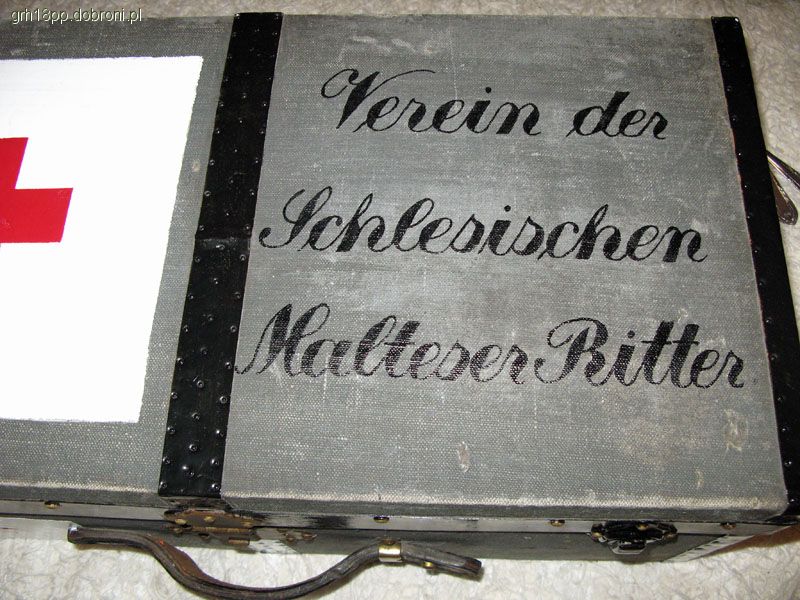 grh18pp.dobroni.pl
Verein der
Schlesischen
Malteser Ritter